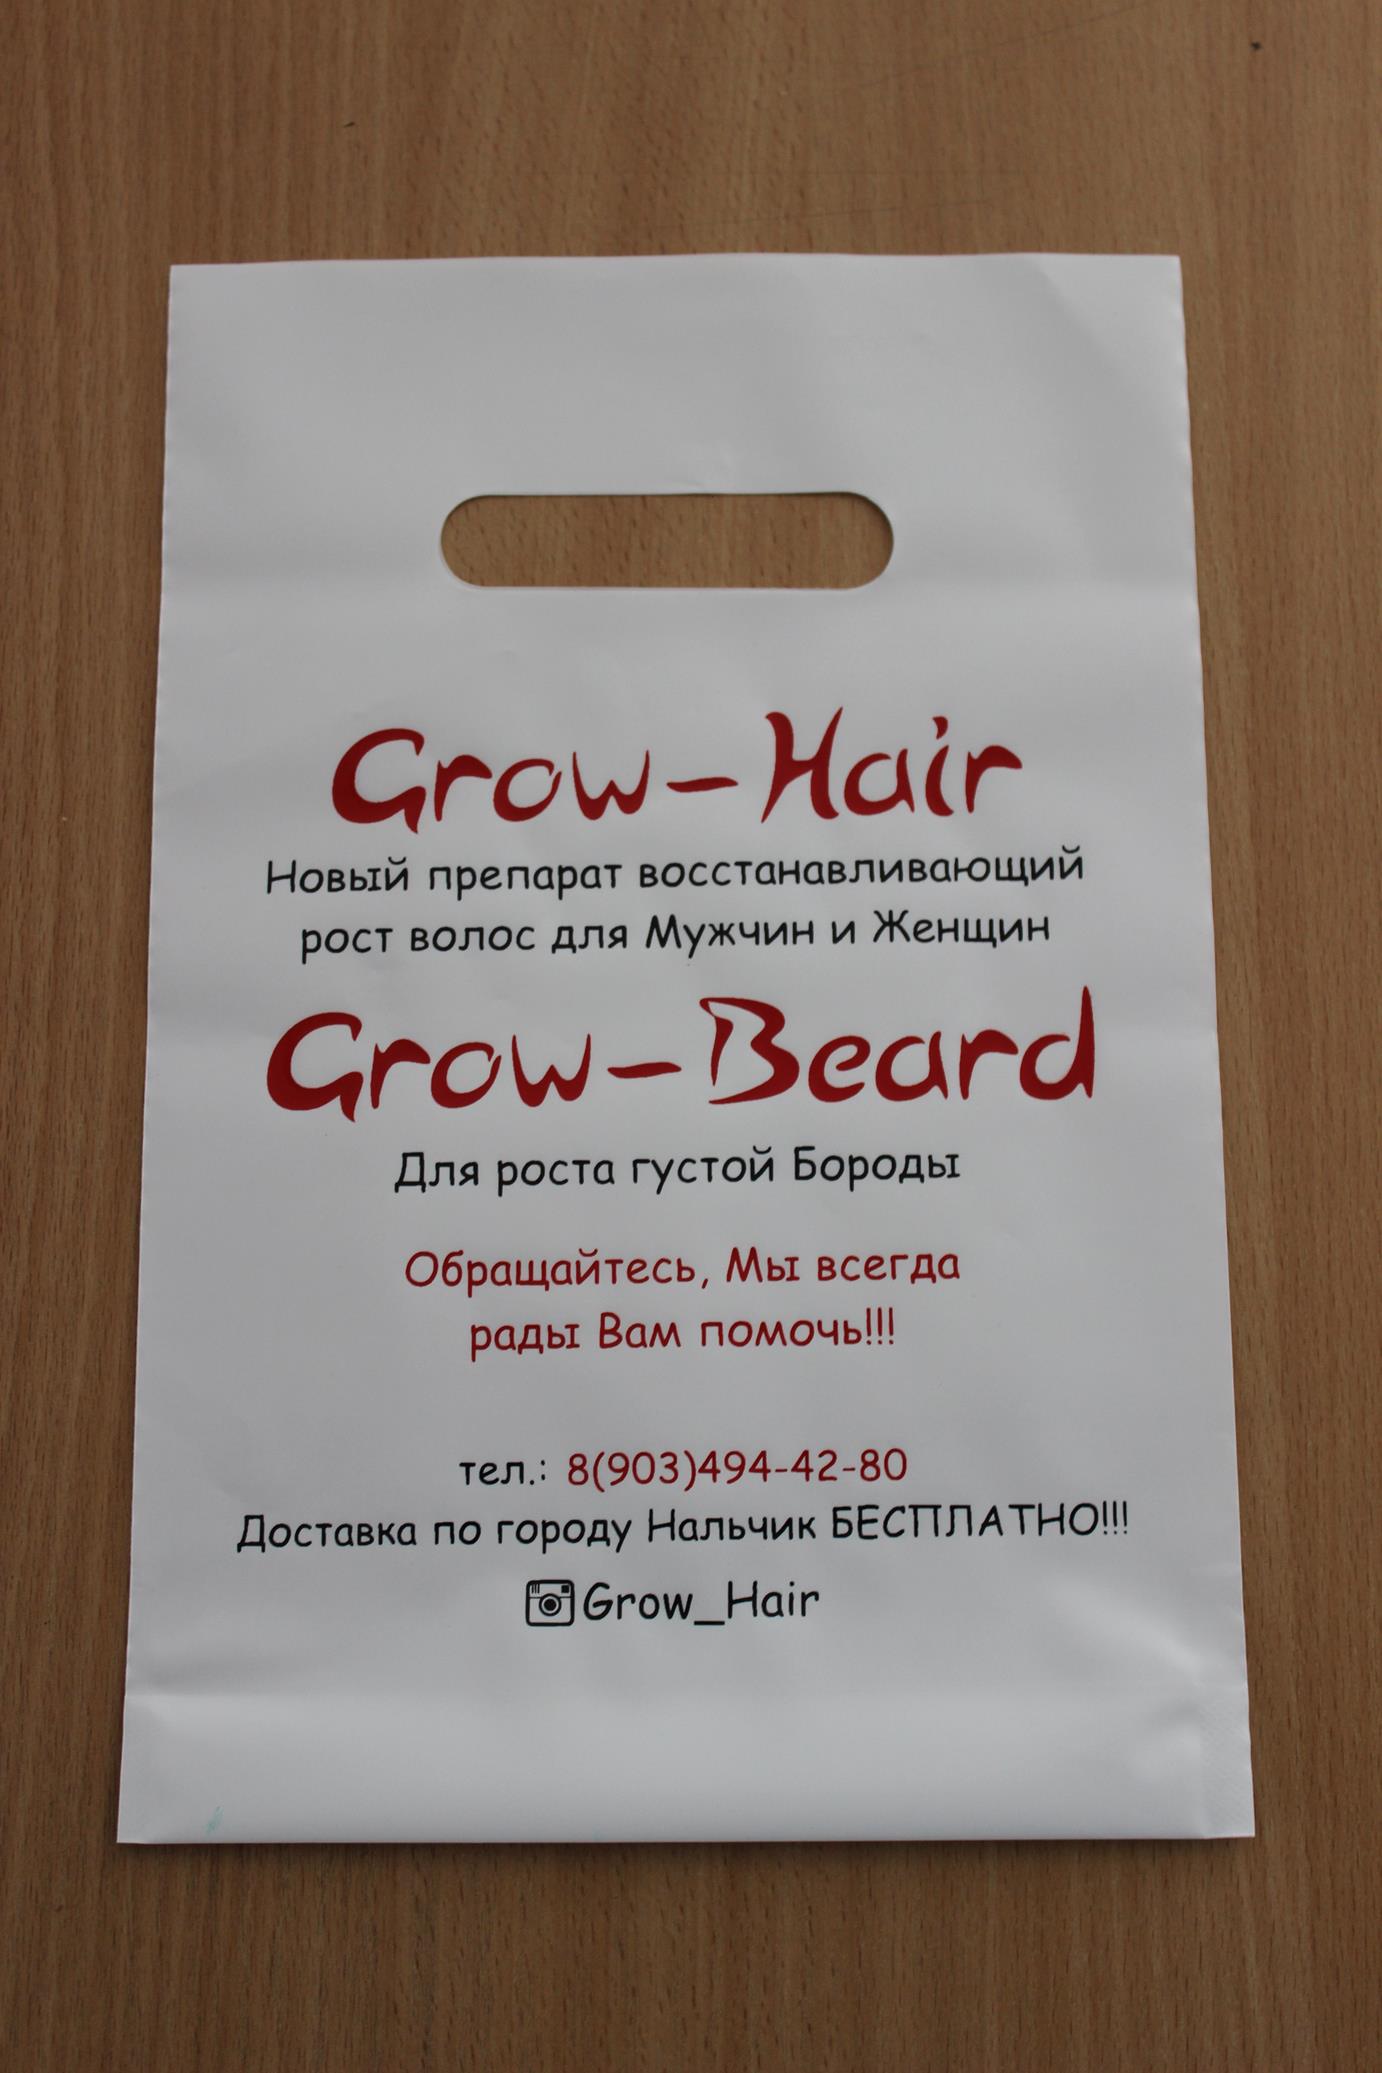 Grow-Hair
Новый препарат восстанавливающий
рост волос для Мужчин и Женщин
Grow-Beard
Для роста густой Бороды
Обращайтесь, Мы всегда
рады Вам помочь!!!
тел.: 8(903)494-42-80
Доставка по городу Нальчик БЕСПЛАТНО!!!
Grow_Hair